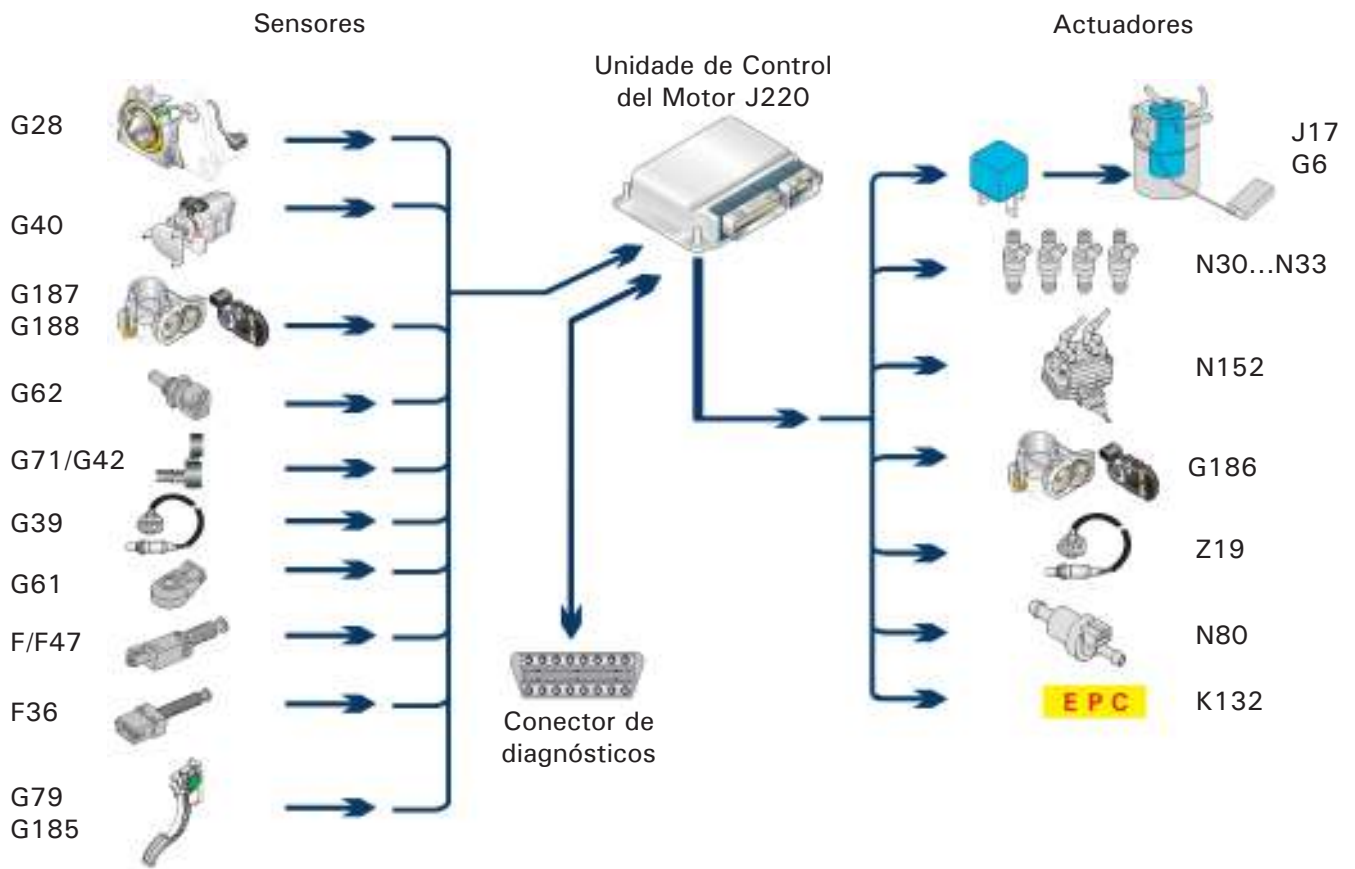 Sensores
Actuadores
Unidade de Control
del Motor J220
G28
G40
G187
G188
G62
G71/G42
G39
G61
F/F47
F36
G79
G185
Conector de
diagnósticos
J17
G6
N30...N33
N152
G186
Z19
N80
E P C
K132